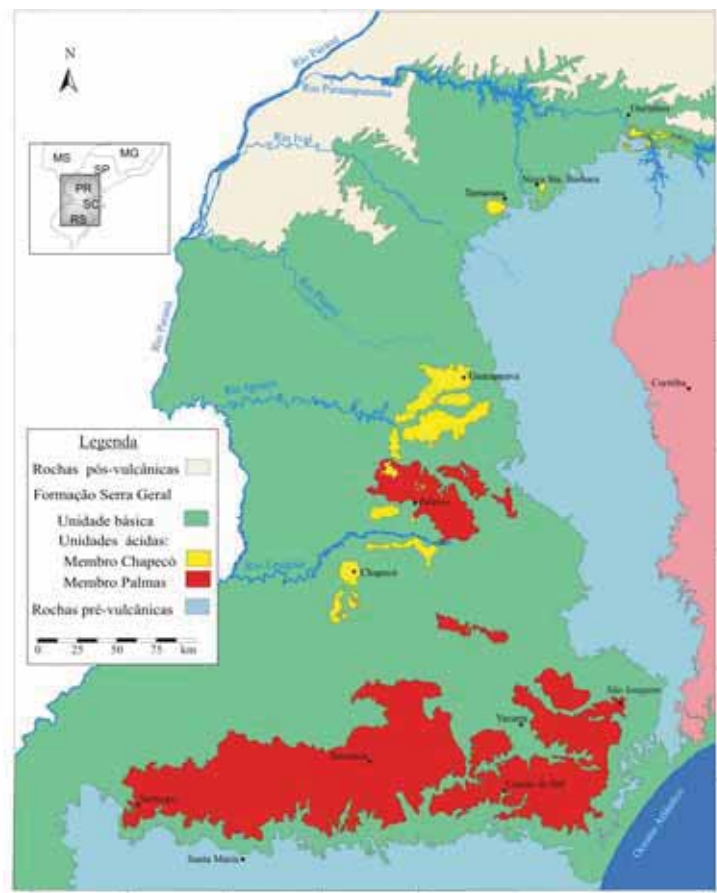 N
Rio Paraná
Rio Paranapanema
Ourinhos
MS
MG
SP
PR
SC
RS
Rio Ivaí
Nova Sta. Bárbara
Tamarana
Rio Piquiri
Rio Paraná
Guarapuava
Curitiba
Rio Iguaçu
Legenda
Rochas pós-vulcânicas
Formação Serra Geral
Unidade básica
Unidades ácidas:
Membro Chapecó
Membro Palmas
Rochas pré-vulcânicas
0 25 50 75 km
Palmas
Rio Uruguai
Chapecó
São Joaquim
Vacaria
Caxias do Sul
Santiago
Santa Maria
Oceano Atlântico